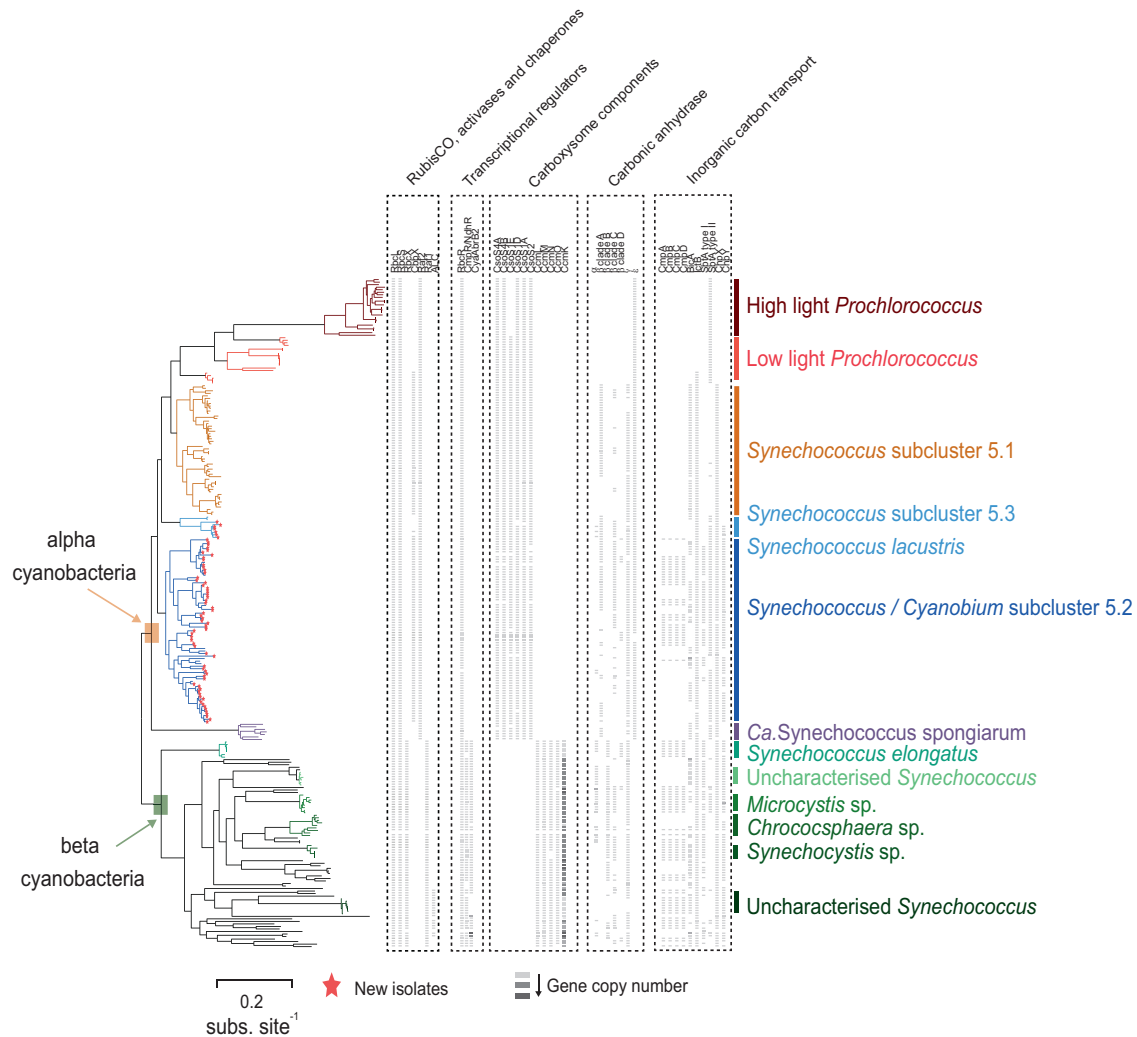 RubisCO, activases and chaperones
Transcriptional regulators
Carboxysome components
Carbonic anhydrase
Inorganic carbon transport
RbcL
RbcS
RbcX
CbbX
Raf1
RbcR
CmpR/NdhR
CyAbrB2
CsoS4A
CsoS4B
CsoS1E
CsoS1D
CsoS1A
CsoS2
CcmL
CcmM
CcmN
CcmO
CcmK
β clade A
β clade B
β clade C
β clade D
CmpA
CmpB
CmpC
CmpD
BicA
SbtA type I
SbtA type II
ChpX
ChpY
High light Prochlorococcus
Low light Prochlorococcus
Synechococcus subcluster 5.1
Synechococcus subcluster 5.3
Synechococcus lacustris
Synechococcus / Cyanobium subcluster 5.2
Ca.Synechococcus spongiarum
Synechococcus elongatus
Uncharacterised Synechococcus
Microcystis sp.
Chrococsphaera sp.
Synechocystis sp.
Uncharacterised Synechococcus
alpha
cyanobacteria
beta
cyanobacteria
0.2
subs. site-1
New isolates
Gene copy number